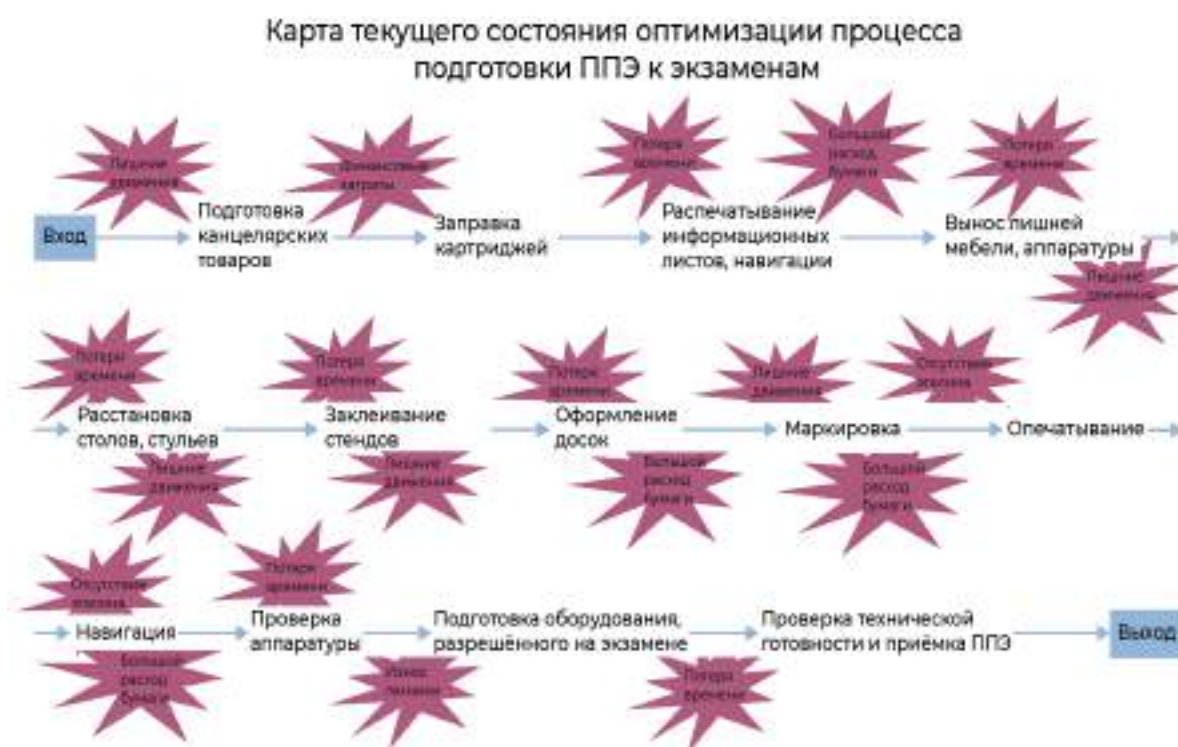 Карта текущего состояния оптимизации процесса
подготовки ППЭ к экзаменам
Лишние
движения
Финансовые
затраты
Потеря
времени
Большой
расход
бумаги
Потеря
времени
Вход
Подготовка
канцелярских
товаров
Заправка
картриджей
Распечатывание
информационных
листов, навигации
Вынос лишней
мебели, аппаратуры
Лишние
движения
Потеря
времени
Потеря
времени
Потеря
времени
Лишние
движения
Отсутствие
эталона
Расстановка
столов, стульев
Заклеивание
стендов
Оформление
досок
Маркировка
Опечатывание
Лишние
движения
Лишние
движения
Большой
расход
бумаги
Большой
расход
бумаги
Отсутствие
эталона
Потеря
времени
Навигация
Проверка
аппаратуры
Подготовка оборудования,
разрешённого на экзамене
Проверка технической
готовности и приёмка ППЭ
Выход
Большой
расход
бумаги
Потеря
времени